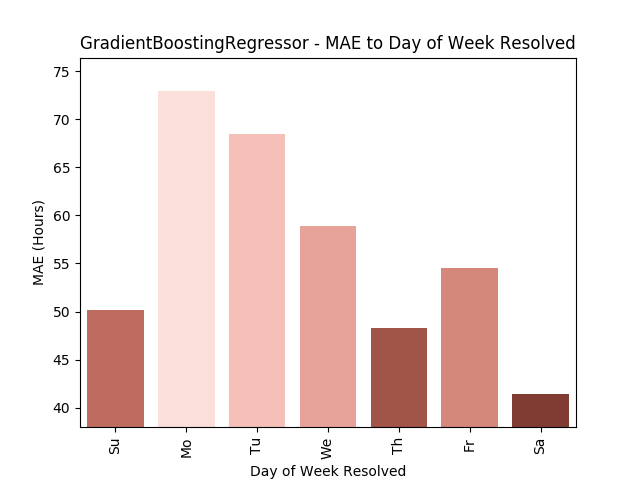 GradientBoostingRegressor - MAE to Day of Week Resolved
75
70
65
60
55
50
45
40
MAE (Hours)
Su
Mo
Tu
We
Th
Fr
Sa
Day of Week Resolved